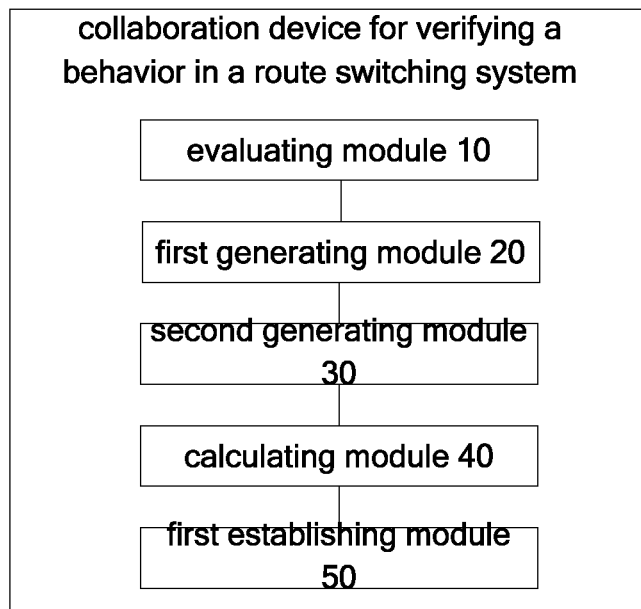 collaboration device for verifying a
behavior in a route switching system
evaluating module 10
first generating module 20
second generating module
30
calculating module 40
first establishing module
50